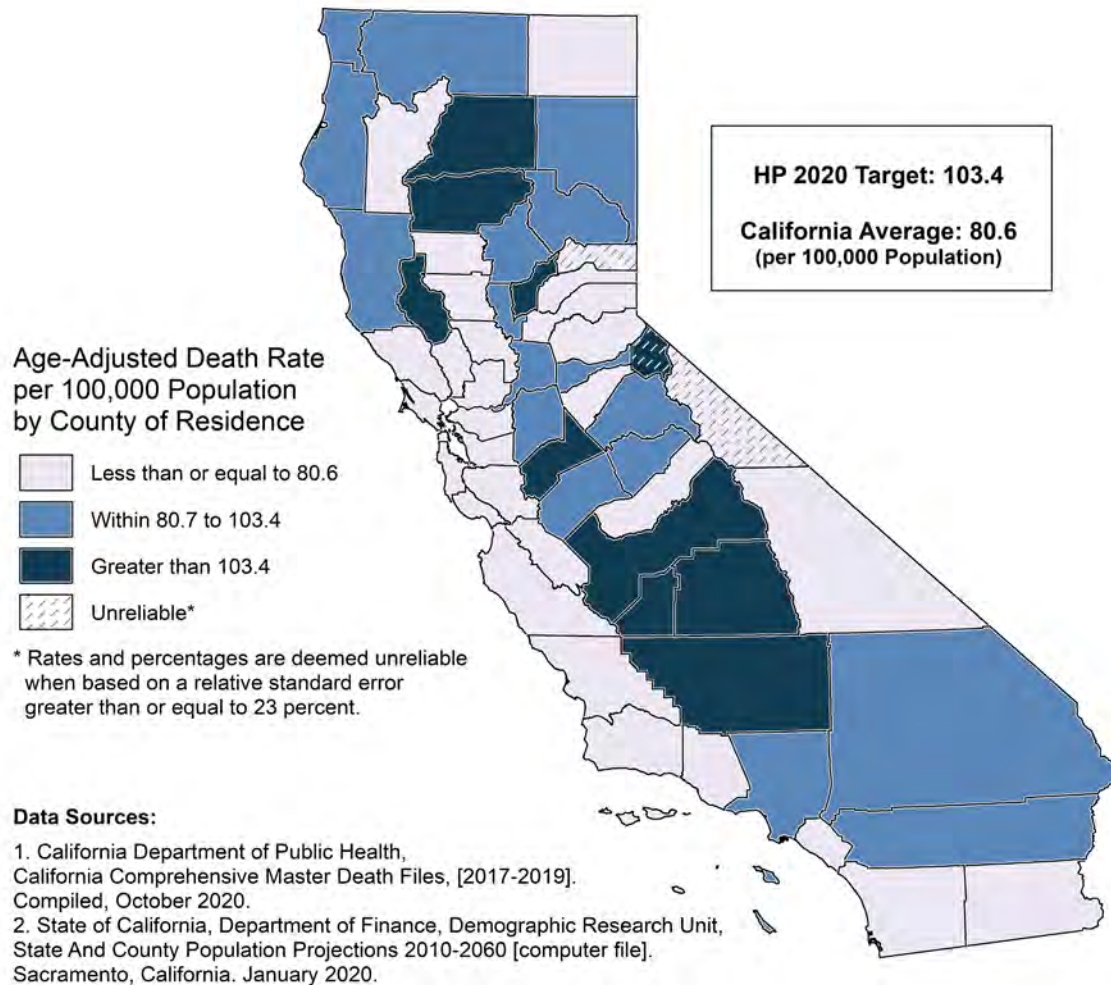 HP 2020 Target: 103.4
California Average: 80.6
(per 100,000 Population)
Age-Adjusted Death Rate
per 100,000 Population
by County of Residence
Less than or equal to 80.6
Within 80.7 to 103.4
Greater than 103.4
Unreliable*
* Rates and percentages are deemed unreliable
when based on a relative standard error
greater than or equal to 23 percent.
Data Sources:
1. California Department of Public Health,
California Comprehensive Master Death Files, [2017-2019].
Compiled, October 2020.
2. State of California, Department of Finance, Demographic Research Unit,
State And County Population Projections 2010-2060 [computer file].
Sacramento, California. January 2020.